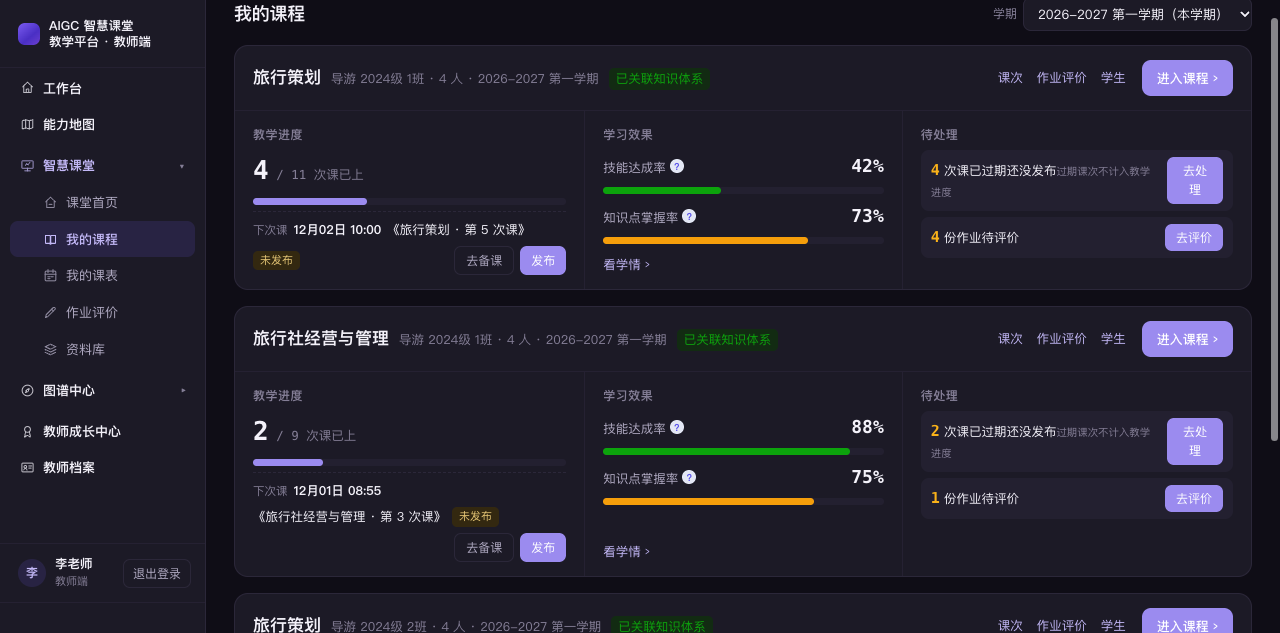 AIGC 智慧课堂
教学平台 · 教师端
工作台
能力地图
智慧课堂
课堂首页
我的课程
我的课表
作业评价
资料库
图谱中心
教师成长中心
教师档案
李
李老师
教师端
退出登录
我的课程
学期
2026-2027 第一学期 (本学期)
旅行策划 导游 2024级 1班 · 4 人 · 2026-2027 第一学期 已关联知识体系
课次 作业评价 学生 进入课程 ›
教学进度
4 / 11 次课已上
下次课 12月02日 10:00 《旅行策划 · 第 5 次课》
未发布
去备课 发布
学习效果
技能达成率 ? 42%
知识点掌握率 ? 73%
看学情 ›
待处理
4 次课已过期还没发布过期课次不计入教学
进度
去处
理
4 份作业待评价
去评价
旅行社经营与管理 导游 2024级 1班 · 4 人 · 2026-2027 第一学期 已关联知识体系
课次 作业评价 学生 进入课程 ›
教学进度
2 / 9 次课已上
下次课 12月01日 08:55
《旅行社经营与管理 · 第 3 次课》 未发布
去备课 发布
学习效果
技能达成率 ? 88%
知识点掌握率 ? 75%
看学情 ›
待处理
2 次课已过期还没发布过期课次不计入教学
进度
去处
理
1 份作业待评价
去评价
旅行策划 导游 2024级 2班 · 4 人 · 2026-2027 第一学期 已关联知识体系
课次 作业评价 学生 进入课程 ›